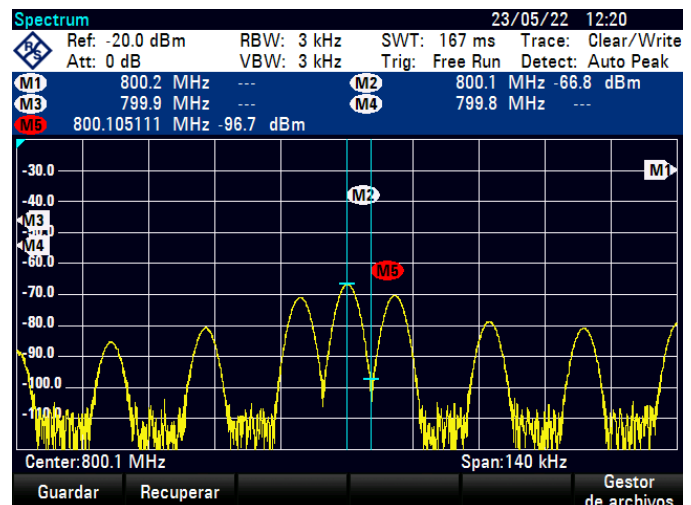 Spectrum 23/05/22 12:20
Ref: -20.0 dBm RBW: 3 kHz SWT: 167 ms Trace: Clear/Write
Att: 0 dB VBW: 3 kHz Trig: Free Run Detect: Auto Peak
M1 800.2 MHz --- M2 800.1 MHz -66.8 dBm
M3 799.9 MHz --- M4 799.8 MHz ---
M5 800.105111 MHz -96.7 dBm
-30.0
M1
M2
-40.0
M3
M4
-60.0
M5
-70.0
-80.0
-90.0
-100.0
-110.0
Center:800.1 MHz Span:140 kHz
Guardar Recuperar Gestor
de archivos